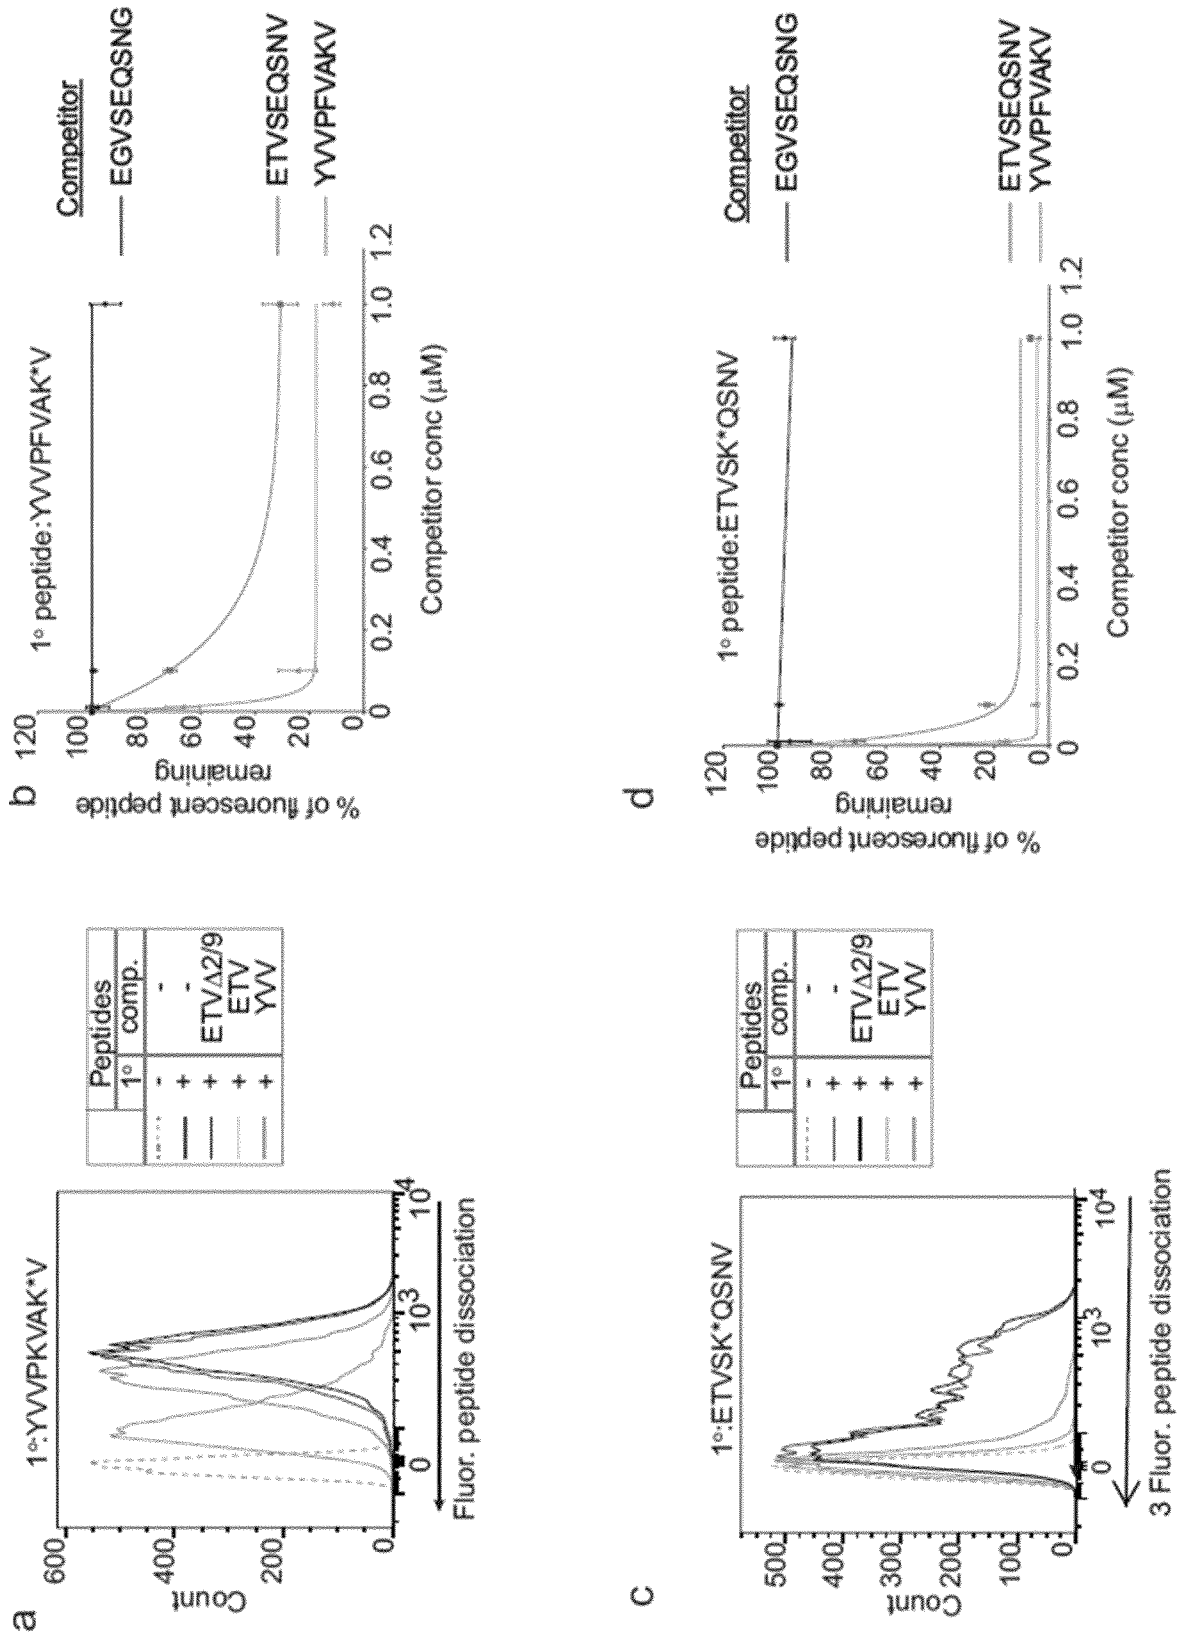 a
1°:YVVPKVAK*V
600
400
200
0
Count
0
10³
10⁴
Fluor. peptide dissociation
Peptides
1° comp.
- -
+ -
+ ETVΔ2/9
+ ETV
+ YVV
b
1° peptide:YVVPFVAK*V
120
100
80
60
40
20
0
% of fluorescent peptide
remaining
0
0.2
0.4
0.6
0.8
1.0
1.2
Competitor conc (μM)
Competitor
EGVSEQSNG
ETVSEQSNV
YVVPFVAKV
c
1°:ETVSK*QSNV
500
400
300
200
100
0
Count
0
10³
10⁴
3 Fluor. peptide dissociation
Peptides
1° comp.
- -
+ -
+ ETVΔ2/9
+ ETV
+ YVV
d
1° peptide:ETVSK*QSNV
120
100
80
60
40
20
0
% of fluorescent peptide
remaining
0
0.2
0.4
0.6
0.8
1.0
1.2
Competitor conc (μM)
Competitor
EGVSEQSNG
ETVSEQSNV
YVVPFVAKV